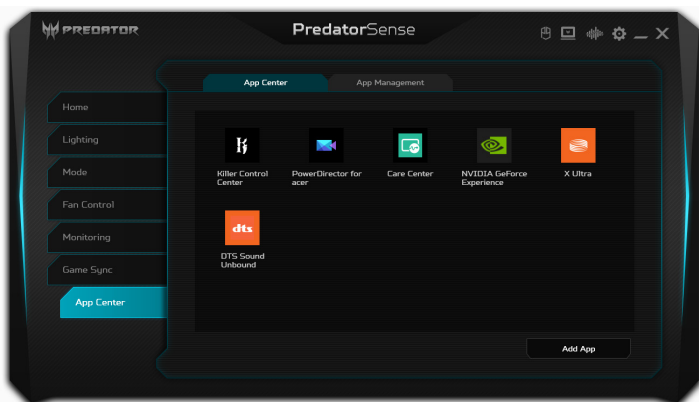 PREDATOR
PredatorSense
App Center
App Management
Home
Lighting
Mode
Fan Control
Monitoring
Game Sync
App Center
Killer Control
Center
PowerDirector for
acer
Care Center
NVIDIA GeForce
Experience
X Ultra
dts
DTS Sound
Unbound
Add App